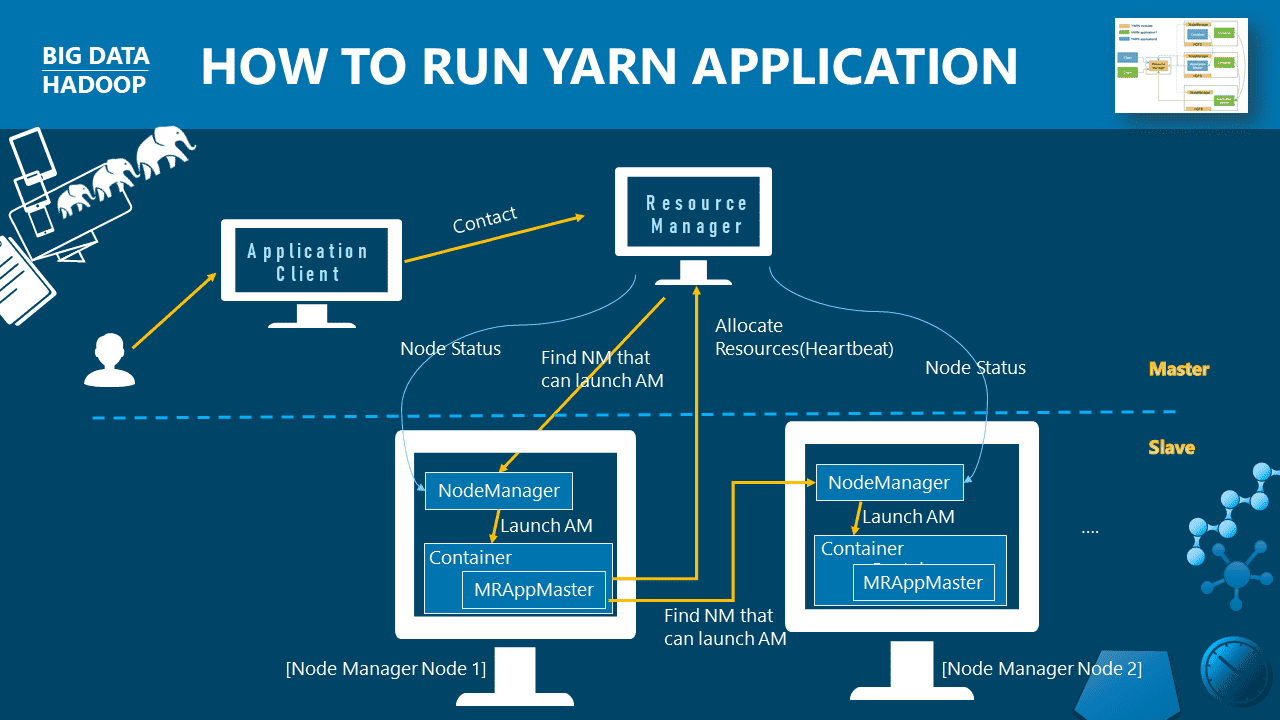 BIG DATA
HADOOP
HOW TO RUN YARN APPLICATION
Resource
Manager
Contact
Application
Client
Allocate
Resources(Heartbeat)
Node Status
Find NM that
can launch AM
Node Status
Master
Slave
NodeManager
NodeManager
Launch AM
Launch AM
....
Container
Container
MRAppMaster
MRAppMaster
Find NM that
can launch AM
[Node Manager Node 1]
[Node Manager Node 2]